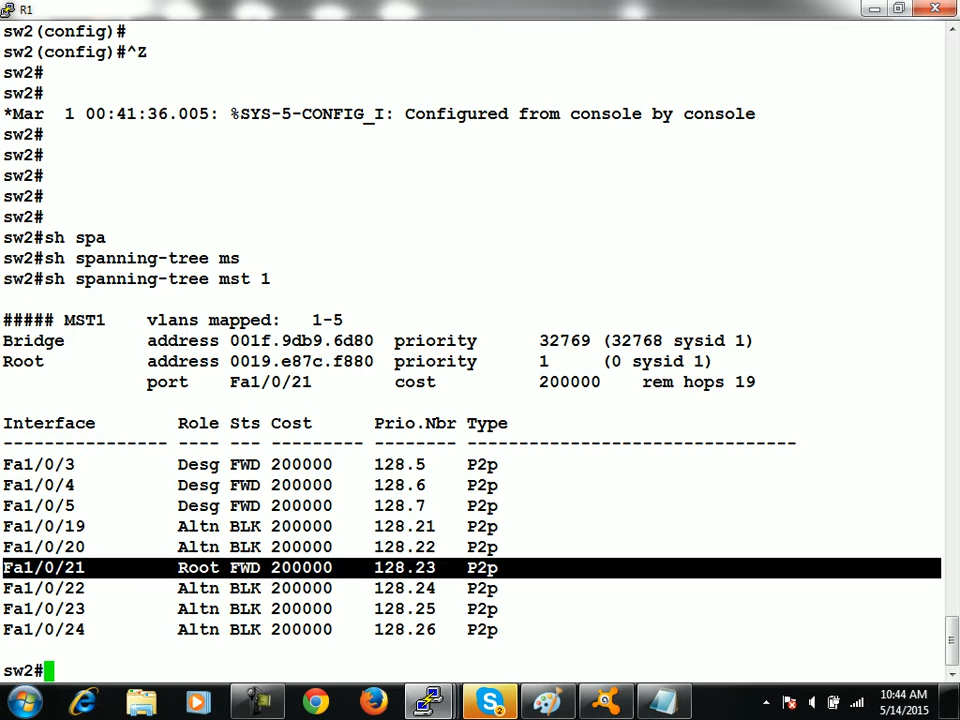 R1
sw2(config)#
sw2(config)#^Z
sw2#
sw2#
*Mar  1 00:41:36.005: %SYS-5-CONFIG_I: Configured from console by console
sw2#
sw2#
sw2#
sw2#
sw2#
sw2#sh spa
sw2#sh spanning-tree ms
sw2#sh spanning-tree mst 1
##### MST1    vlans mapped:   1-5
Bridge        address 001f.9db9.6d80  priority      32769 (32768 sysid 1)
Root          address 0019.e87c.f880  priority      1     (0 sysid 1)
              port    Fa1/0/21        cost          200000    rem hops 19
Interface        Role Sts Cost      Prio.Nbr Type
---------------- ---- --- --------- -------- --------------------------------
Fa1/0/3          Desg FWD 200000    128.5    P2p
Fa1/0/4          Desg FWD 200000    128.6    P2p
Fa1/0/5          Desg FWD 200000    128.7    P2p
Fa1/0/19         Altn BLK 200000    128.21   P2p
Fa1/0/20         Altn BLK 200000    128.22   P2p
Fa1/0/21         Root FWD 200000    128.23   P2p
Fa1/0/22         Altn BLK 200000    128.24   P2p
Fa1/0/23         Altn BLK 200000    128.25   P2p
Fa1/0/24         Altn BLK 200000    128.26   P2p
sw2#
2
10:44 AM
5/14/2015